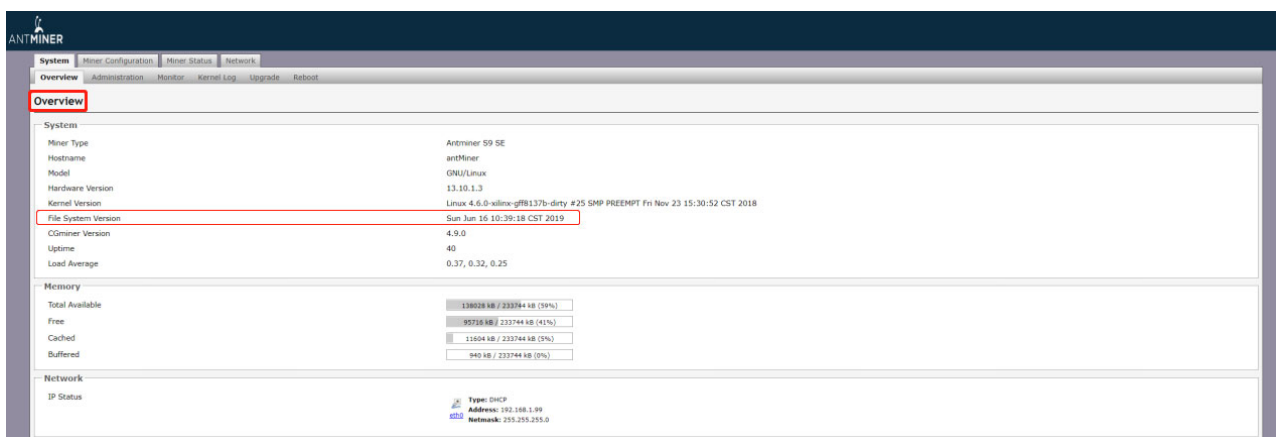 ANTMINER
System Miner Configuration Miner Status Network
Overview Administration Monitor Kernel Log Upgrade Reboot
Overview
System
Miner Type Antminer S9 SE
Hostname antMiner
Model GNU/Linux
Hardware Version 13.10.1.3
Kernel Version Linux 4.6.0-xilinx-gff8137b-dirty #25 SMP PREEMPT Fri Nov 23 15:30:52 CST 2018
File System Version Sun Jun 16 10:39:18 CST 2019
CGminer Version 4.9.0
Uptime 40
Load Average 0.37, 0.32, 0.25
Memory
Total Available 138028 kB / 233744 kB (59%)
Free 95716 kB / 233744 kB (41%)
Cached 11604 kB / 233744 kB (5%)
Buffered 940 kB / 233744 kB (0%)
Network
IP Status Type: DHCP
Address: 192.168.1.99
eth0 Netmask: 255.255.255.0